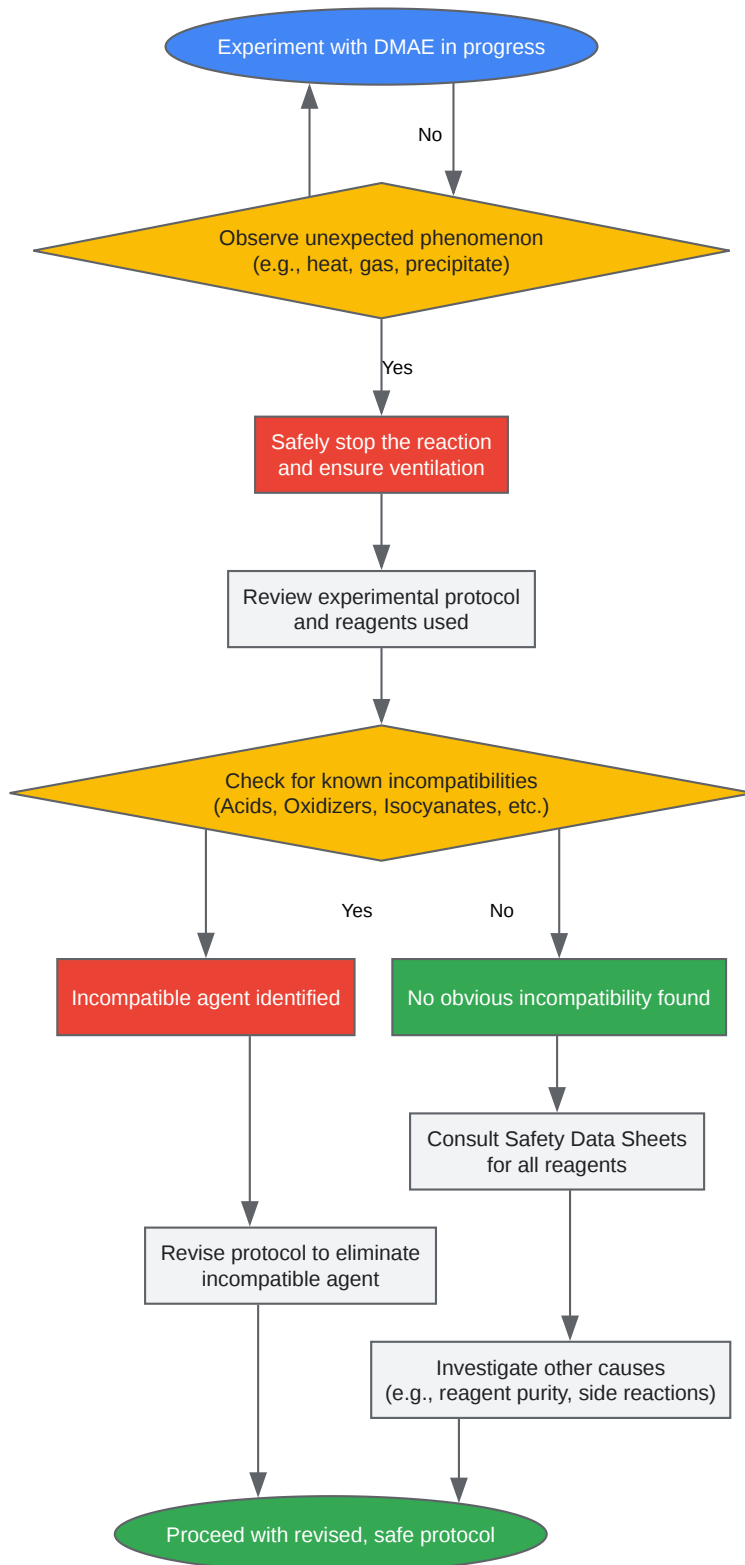 Experiment with DMAE in progress
No
Observe unexpected phenomenon
(e.g., heat, gas, precipitate)
Yes
Safely stop the reaction
and ensure ventilation
Review experimental protocol
and reagents used
Check for known incompatibilities
(Acids, Oxidizers, Isocyanates, etc.)
Yes
No
Incompatible agent identified
No obvious incompatibility found
Consult Safety Data Sheets
for all reagents
Revise protocol to eliminate
incompatible agent
Investigate other causes
(e.g., reagent purity, side reactions)
Proceed with revised, safe protocol